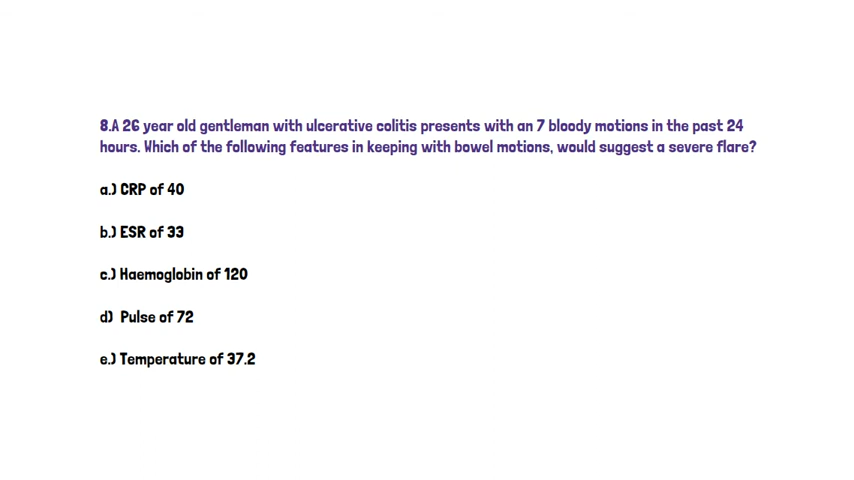 8.A 26 year old gentleman with ulcerative colitis presents with an 7 bloody motions in the past 24
hours. Which of the following features in keeping with bowel motions, would suggest a severe flare?
a.) CRP of 40
b.) ESR of 33
c.) Haemoglobin of 120
d) Pulse of 72
e.) Temperature of 37.2